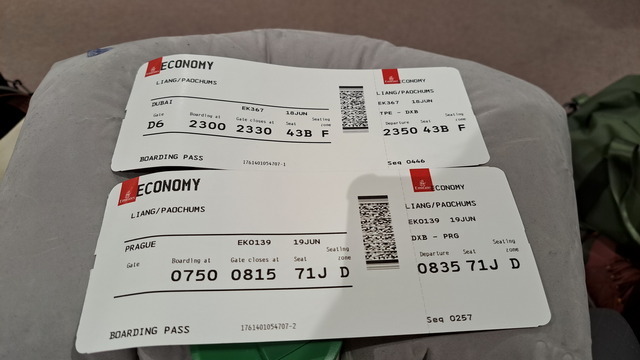 ECONOMY
LIANG/PAOCHUMS
DUBAI EK367 18JUN
Gate Boarding at Gate closes at Seat Seating zone
D6 2300 2330 43B F
BOARDING PASS 1761401054707-1
ECONOMY
LIANG/PAOCHUMS
EK367 18JUN
TPE - DXB
Departure Seat Seating zone
2350 43B F
Seq 0446
ECONOMY
LIANG/PAOCHUMS
PRAGUE EK0139 19JUN
Gate Boarding at Gate closes at Seat Seating zone
0750 0815 71J D
BOARDING PASS 1761401054707-2
Emirates
ECONOMY
LIANG/PAOCHUMS
EK0139 19JUN
DXB - PRG
Departure Seat Seating zone
0835 71J D
Seq 0257